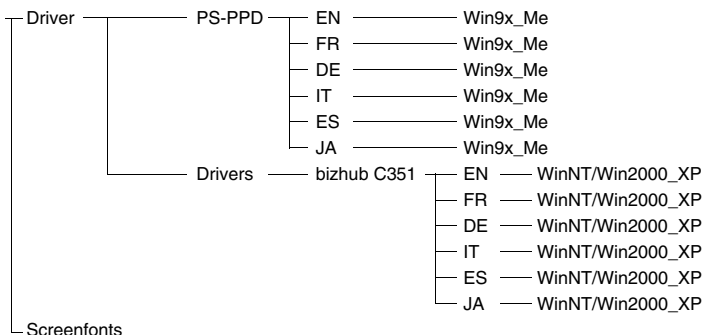 Driver PS-PPD EN Win9x_Me
FR Win9x_Me
DE Win9x_Me
IT Win9x_Me
ES Win9x_Me
JA Win9x_Me
Drivers bizhub C351 EN WinNT/Win2000_XP
FR WinNT/Win2000_XP
DE WinNT/Win2000_XP
IT WinNT/Win2000_XP
ES WinNT/Win2000_XP
JA WinNT/Win2000_XP
Screenfonts